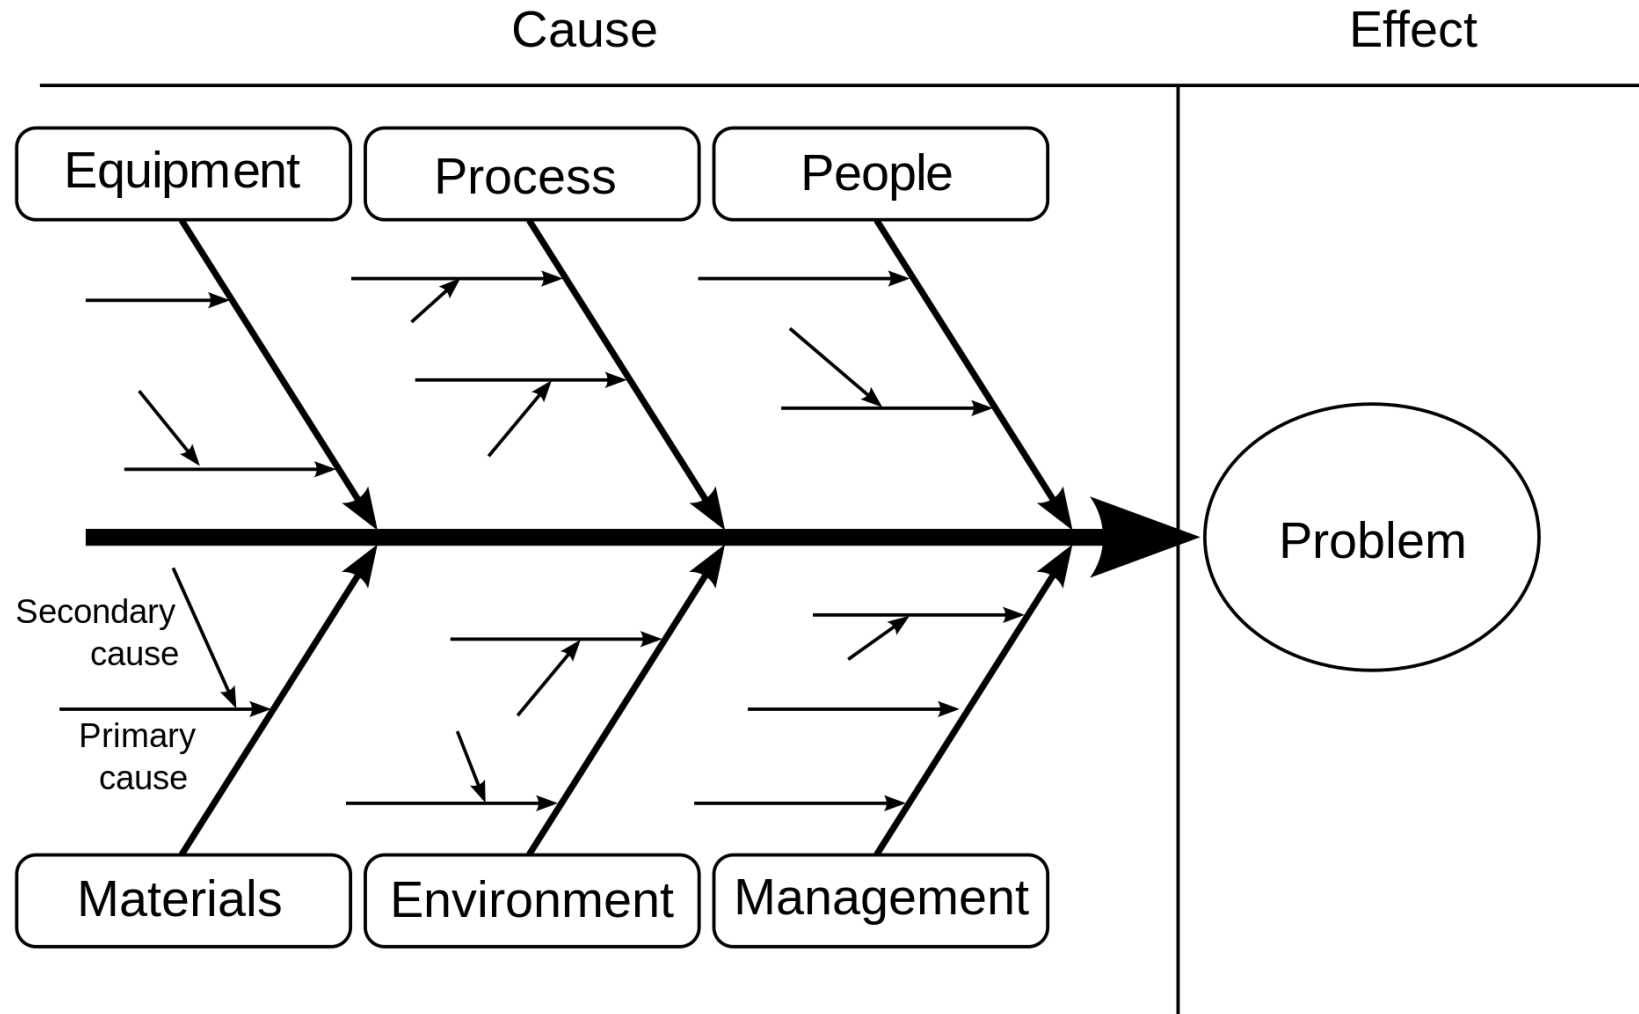 Cause
Effect
Equipment
Process
People
Problem
Secondary
cause
Primary
cause
Materials
Environment
Management